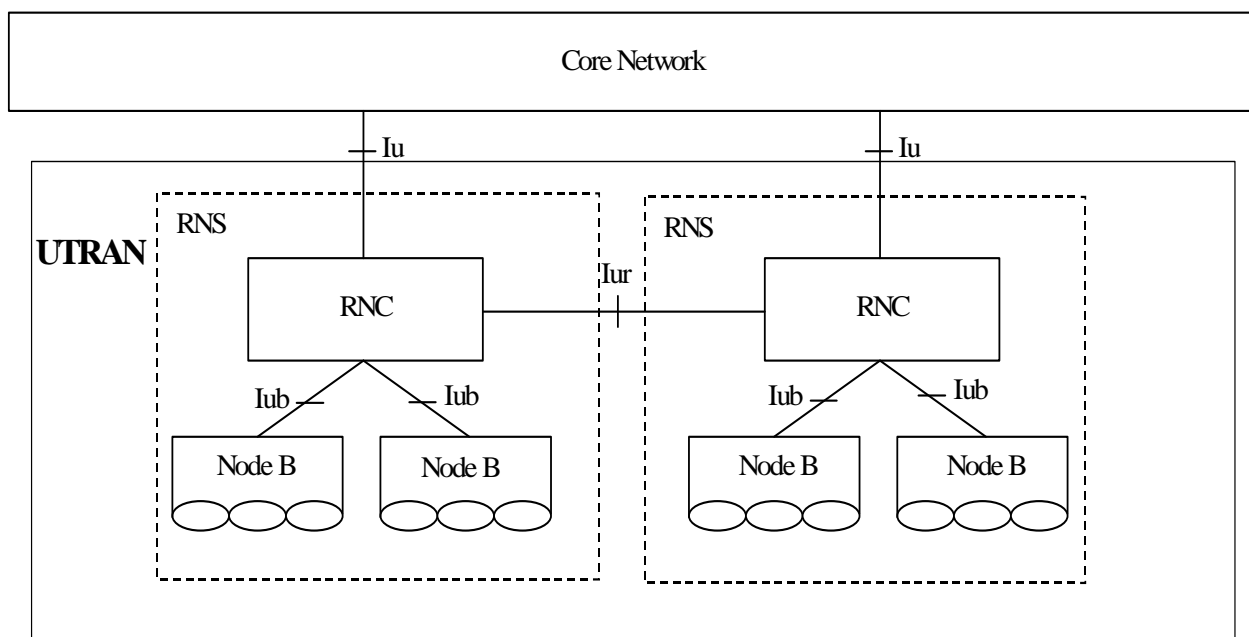 Core Network
Iu
Iu
RNS
RNS
UTRAN
Iur
RNC
RNC
Iub
Iub
Iub
Iub
Node B
Node B
Node B
Node B